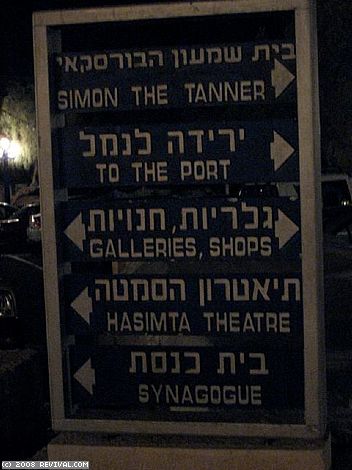 בית שמעון הבורסקאי
SIMON THE TANNER
ירידה לנמל
TO THE PORT
גלריות, חנויות
GALLERIES, SHOPS
תיאטרון הסמטה
HASIMTA THEATRE
בית כנסת
SYNAGOGUE
(C) 2008 REVIVAL.COM